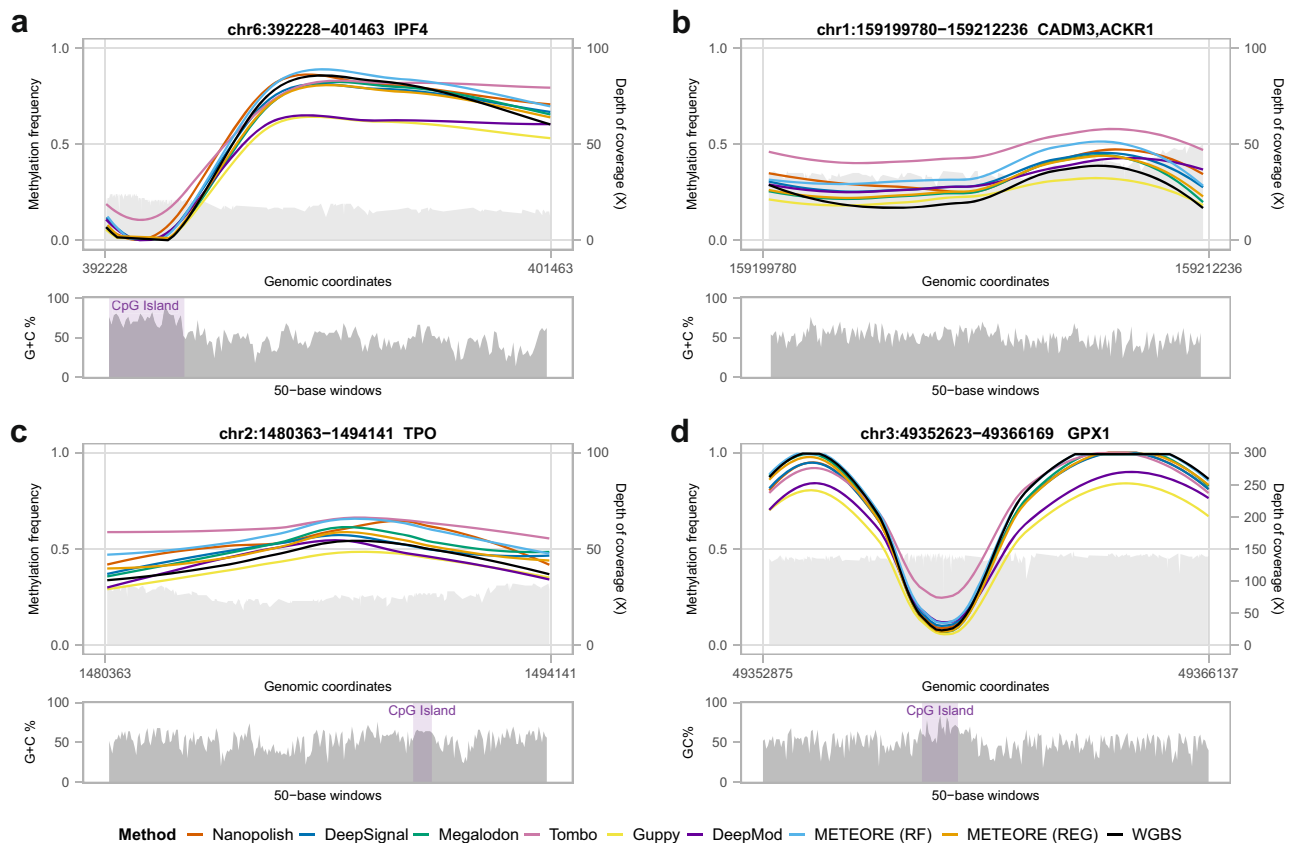 a
chr6:392228−401463 IPF4
1.0
0.5
0.0
Methylation frequency
100
50
0
Depth of coverage (X)
392228
401463
Genomic coordinates
CpG Island
100
50
0
G+C %
50−base windows
b
chr1:159199780−159212236 CADM3,ACKR1
1.0
0.5
0.0
Methylation frequency
100
50
0
Depth of coverage (X)
159199780
159212236
Genomic coordinates
100
50
0
G+C %
50−base windows
c
chr2:1480363−1494141 TPO
1.0
0.5
0.0
Methylation frequency
100
50
0
Depth of coverage (X)
1480363
1494141
Genomic coordinates
CpG Island
100
50
0
G+C %
50−base windows
d
chr3:49352623−49366169 GPX1
1.0
0.5
0.0
Methylation frequency
300
250
200
150
100
50
0
Depth of coverage (X)
49352875
49366137
Genomic coordinates
CpG Island
100
50
0
GC%
50−base windows
Method Nanopolish DeepSignal Megalodon Tombo Guppy DeepMod METEORE (RF) METEORE (REG) WGBS